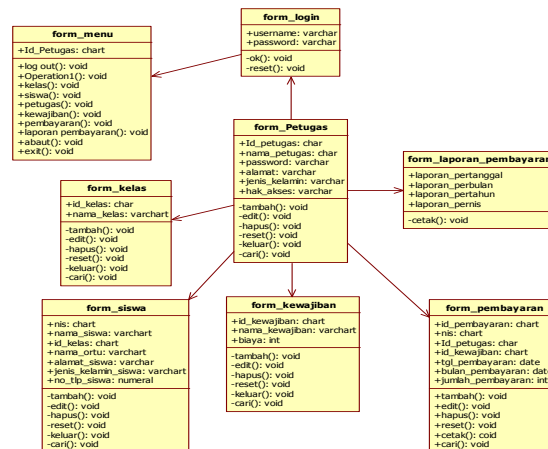 form_login
+username: varchar
+password: varchar
-ok(): void
-reset(): void
form_menu
+Id_Petugas: chart
+log out(): void
+Operation1(): void
+kelas(): void
+siswa(): void
+petugas(): void
+kewajiban(): void
+pembayaran(): void
+laporan pembayaran(): void
+abaut(): void
+exit(): void
form_Petugas
+Id_petugas: char
+nama_petugas: char
+password: varchar
+alamat: varchar
+jenis_kelamin: varchar
+hak_akses: varchar
-tambah(): void
-edit(): void
-hapus(): void
-reset(): void
-keluar(): void
-cari(): void
form_laporan_pembayaran
+laporan_pertanggal
+laporan_perbulan
+laporan_pertahun
+laporan_pernis
-cetak(): void
form_kelas
+id_kelas: char
+nama_kelas: varchart
-tambah(): void
-edit(): void
-hapus(): void
-reset(): void
-keluar(): void
-cari(): void
form_siswa
+nis: chart
+nama_siswa: varchart
+id_kelas: chart
+nama_ortu: varchart
+alamat_siswa: varchar
+jenis_kelamin_siswa: varchart
+no_tlp_siswa: numeral
-tambah(): void
-edit(): void
-hapus(): void
-reset(): void
-keluar(): void
-cari(): void
form_kewajiban
+id_kewajiban: chart
+nama_kewajiban: varchart
+biaya: int
-tambah(): void
-edit(): void
-hapus(): void
-reset(): void
-keluar(): void
-cari(): void
form_pembayaran
+id_pembayaran: chart
+nis: chart
+Id_petugas: char
+id_kewajiban: chart
+tgl_pembayaran: date
+bulan_pembayaran: date
+jumlah_pembayaran: int
+tambah(): void
+edit(): void
+hapus(): void
+reset(): void
+cetak(): coid
+cari(): void